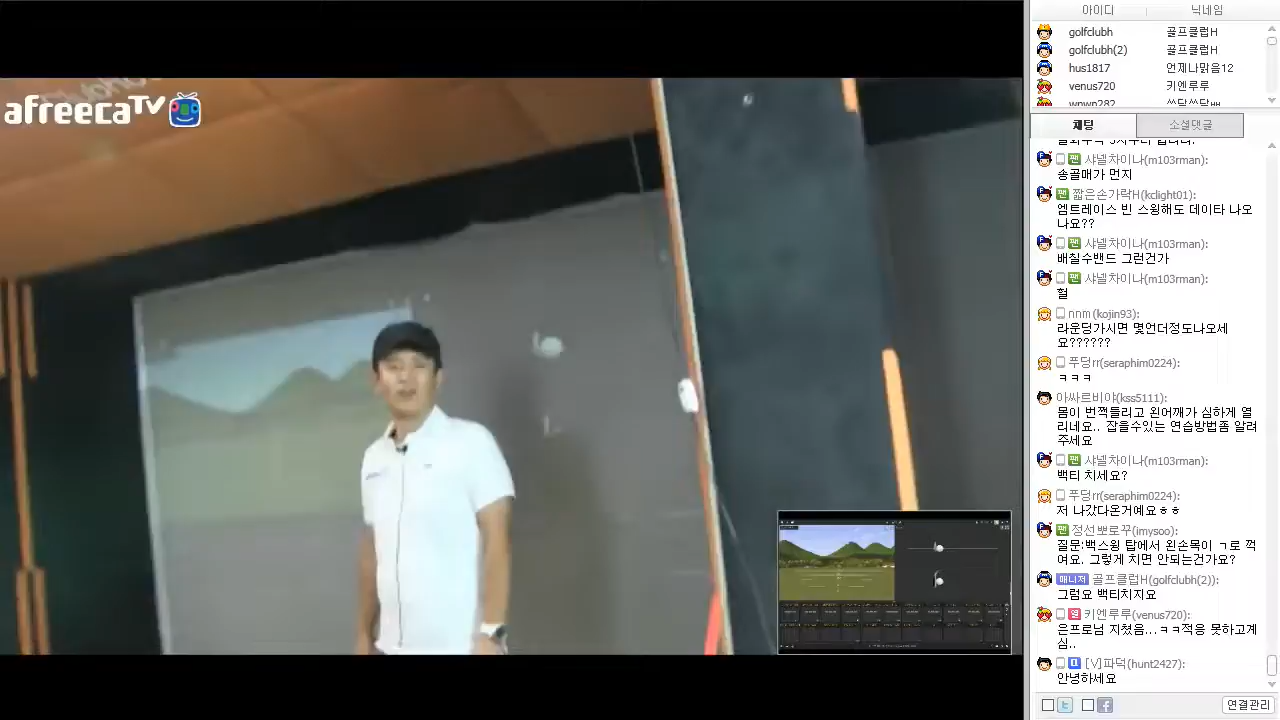 afreecaTV
아이디
닉네임
golfclubh
골프클럽H
golfclubh(2)
골프클럽H
hus1817
언제나맑음12
venus720
키엔루루
채팅
소셜댓글
팬 샤넬차이나(m103rman):
송골매가 먼지
팬 짧은손가락H(kclight01):
엠트레이스 빈 스윙해도 데이타 나오
나요??
팬 샤넬차이나(m103rman):
배칠수밴드 그런건가
팬 샤넬차이나(m103rman):
헐
nnm(kojin93):
라운딩가시면 몇언더정도나오세
요??????
푸덩rr(seraphim0224):
ㅋㅋㅋ
아싸르비야(kss5111):
몸이 번쩍들리고 왼어깨가 심하게 열
리네요.. 잡을수있는 연습방법좀 알려
주세요
팬 샤넬차이나(m103rman):
백티 치세요?
푸덩rr(seraphim0224):
저 나갔다온거예요ㅎㅎ
팬 정선뽀로꾸(imysoo):
질문:백스윙 탑에서 왼손목이 ㄱ로 꺽
여요. 그렇게 치면 안되는건가요?
매니저 골프클럽H(golfclubh(2)):
그럼요 백티치지요
열 키엔루루(venus720):
은프로님 지쳤음... ㅋㅋ적응 못하고계
심..
[V]파덕(hunt2427):
안녕하세요
연결관리